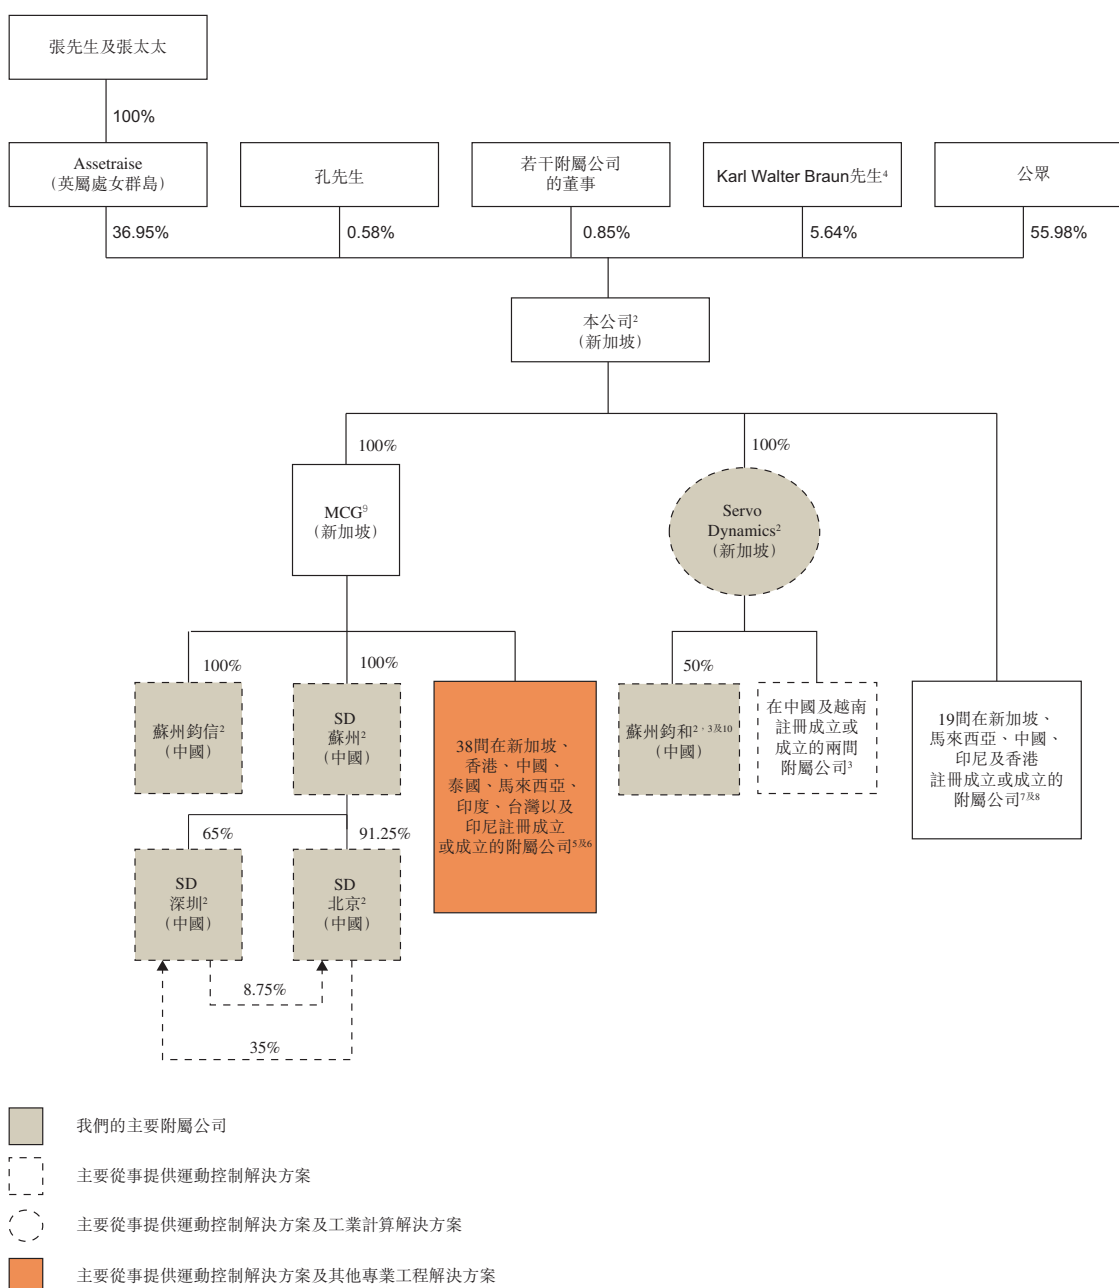 張先生及張太太
100%
Assetraise
（英屬處女群島）
孔先生
若干附屬公司
的董事
Karl Walter Braun先生⁴
公眾
36.95%
0.58%
0.85%
5.64%
55.98%
本公司²
（新加坡）
100%
100%
MCG⁹
（新加坡）
Servo
Dynamics²
（新加坡）
100%
100%
50%
蘇州鈞信²
（中國）
SD
蘇州²
（中國）
38間在新加坡、
香港、中國、
泰國、馬來西亞、
印度、台灣以及
印尼註冊成立
或成立的附屬公司⁵及⁶
蘇州鈞和²、³及¹⁰
（中國）
在中國及越南
註冊成立或
成立的兩間
附屬公司³
19間在新加坡、
馬來西亞、中國、
印尼及香港
註冊成立或成立的
附屬公司⁷及⁸
65%
91.25%
SD
深圳²
（中國）
SD
北京²
（中國）
8.75%
35%
我們的主要附屬公司
主要從事提供運動控制解決方案
主要從事提供運動控制解決方案及工業計算解決方案
主要從事提供運動控制解決方案及其他專業工程解決方案